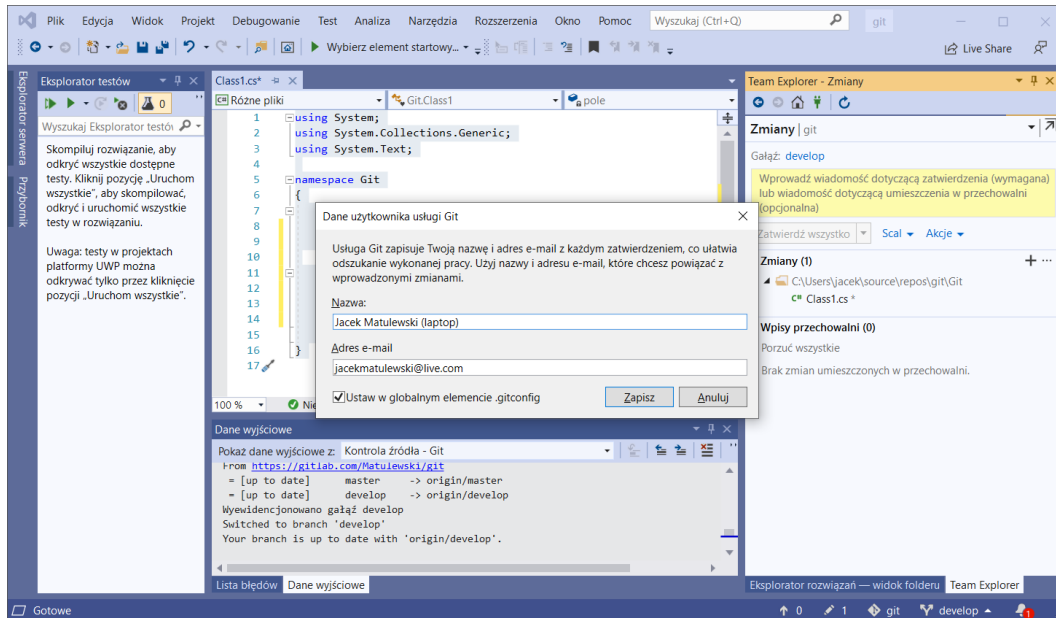 Plik Edycja Widok Projekt Debugowanie Test Analiza Narzędzia Rozszerzenia Okno Pomoc Wyszukaj (Ctrl+Q) git
Wybierz element startowy... Live Share
Eksplorator serwera
Przybornik
Eksplorator testów
0
Wyszukaj Eksplorator testóv
Skompiluj rozwiązanie, aby
odkryć wszystkie dostępne
testy. Kliknij pozycję „Uruchom
wszystkie”, aby skompilować,
odkryć i uruchomić wszystkie
testy w rozwiązaniu.
Uwaga: testy w projektach
platformy UWP można
odkrywać tylko przez kliknięcie
pozycji „Uruchom wszystkie”.
Class1.cs*
C# Różne pliki Git.Class1 pole
1 using System;
2 using System.Collections.Generic;
3 using System.Text;
4
5 namespace Git
6 {
7
8
9
10
11
12
13
14
15
16 }
17
100 % Nie
Dane użytkownika usługi Git
Usługa Git zapisuje Twoją nazwę i adres e-mail z każdym zatwierdzeniem, co ułatwia
odszukanie wykonanej pracy. Użyj nazwy i adresu e-mail, które chcesz powiązać z
wprowadzonymi zmianami.
Nazwa:
Jacek Matulewski (laptop)
Adres e-mail
jacekmatulewski@live.com
Ustaw w globalnym elemencie .gitconfig Zapisz Anuluj
Dane wyjściowe
Pokaż dane wyjściowe z: Kontrola źródła - Git
From https://gitlab.com/Matulewski/git
= [up to date] master -> origin/master
= [up to date] develop -> origin/develop
Wyewidencjonowano gałąź develop
Switched to branch 'develop'
Your branch is up to date with 'origin/develop'.
Lista błędów Dane wyjściowe
Team Explorer - Zmiany
Zmiany | git
Gałąź: develop
Wprowadź wiadomość dotyczącą zatwierdzenia (wymagana)
lub wiadomość dotyczącą umieszczenia w przechowalni
(opcjonalna)
Zatwierdź wszystko Scal Akcje
Zmiany (1)
C:\Users\jacek\source\repos\git\Git
C# Class1.cs *
Wpisy przechowalni (0)
Porzuć wszystkie
Brak zmian umieszczonych w przechowalni.
Eksplorator rozwiązań — widok folderu Team Explorer
Gotowe 0 1 git develop 1